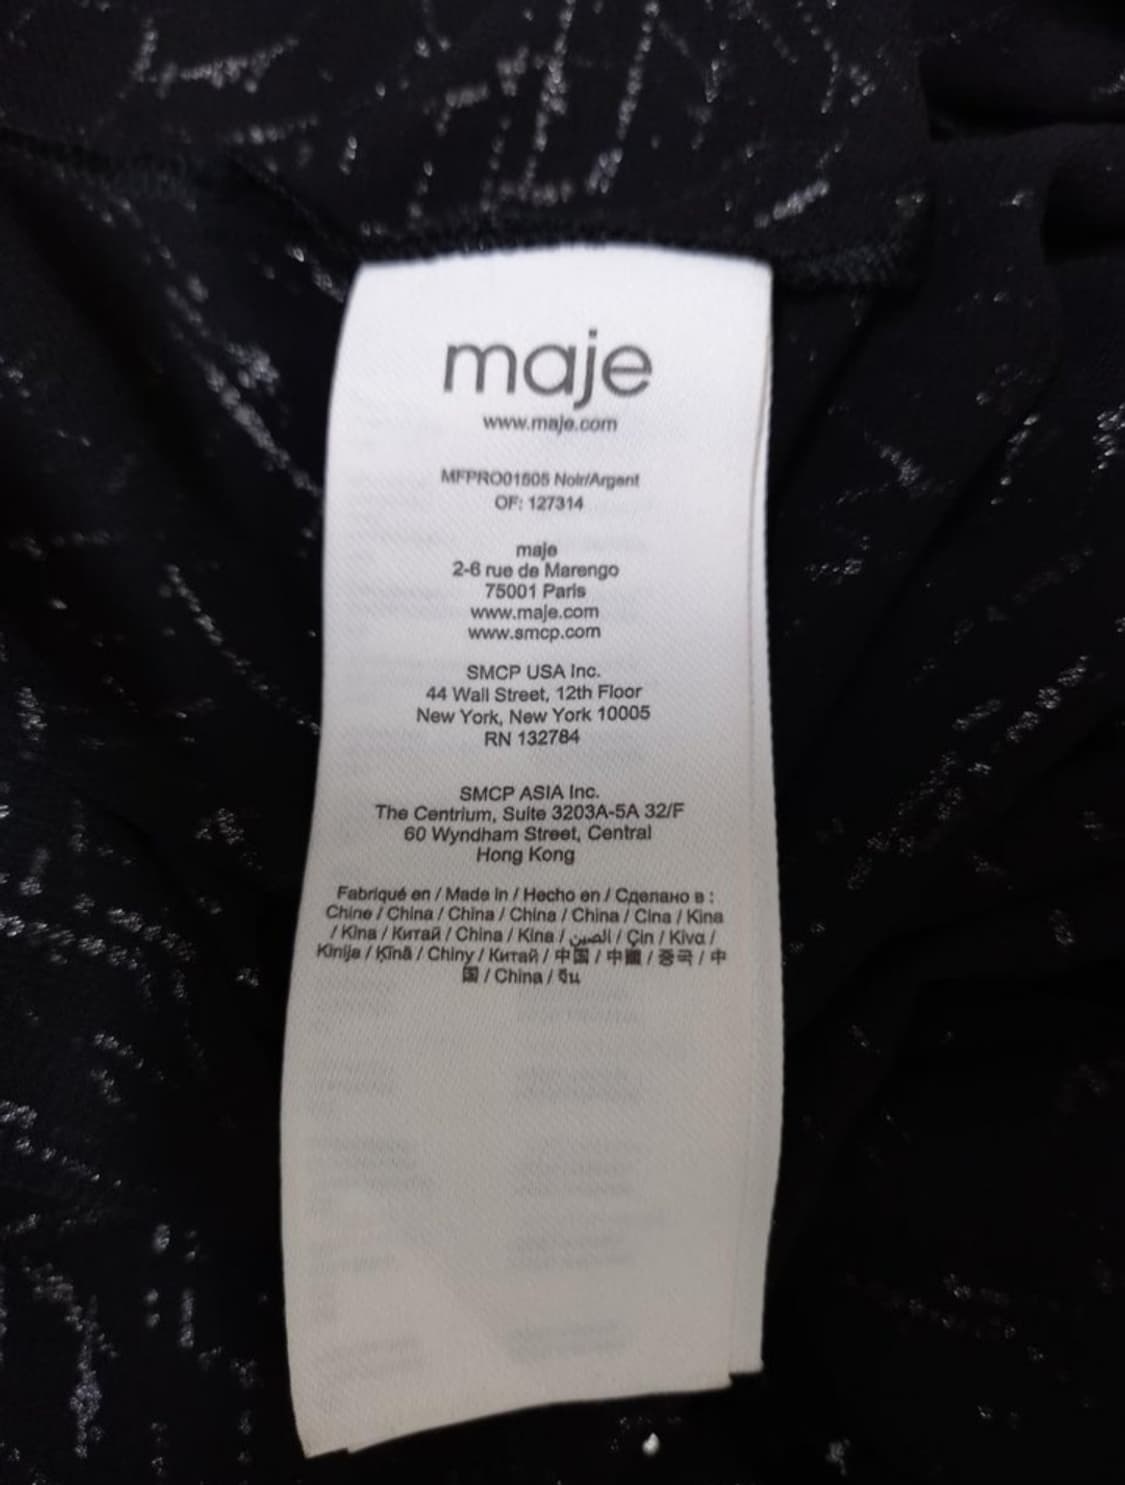 maje
www.maje.com
MFPRO01605 Noir/Argent
OF: 127314
maje
2-6 rue de Marengo
75001 Paris
www.maje.com
www.smcp.com
SMCP USA Inc.
44 Wall Street, 12th Floor
New York, New York 10005
RN 132784
SMCP ASIA Inc.
The Centrium, Suite 3203A-5A 32/F
60 Wyndham Street, Central
Hong Kong
Fabriqué en / Made in / Hecho en / Сделано в :
Chine / China / China / China / China / Cina / Kina
/ Kina / Китай / China / Kina / الصين / Çin / Κίνα /
Kinija / Ķīnā / Chiny / Китай / 中国 / 中國 / 중국 / 中
国 / China / จีน